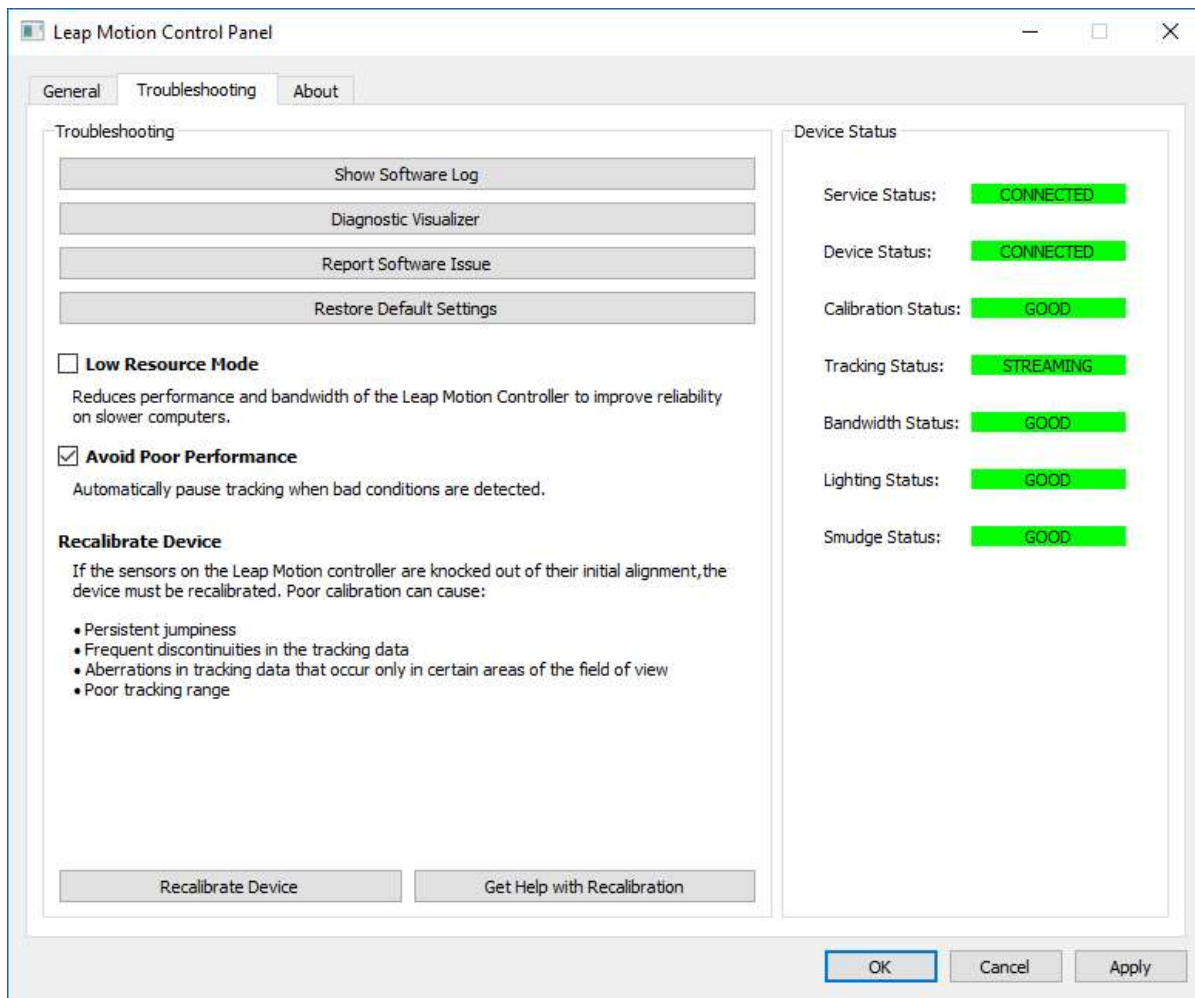 Leap Motion Control Panel
General
Troubleshooting
About
Troubleshooting
Show Software Log
Diagnostic Visualizer
Report Software Issue
Restore Default Settings
Low Resource Mode
Reduces performance and bandwidth of the Leap Motion Controller to improve reliability
on slower computers.
Avoid Poor Performance
Automatically pause tracking when bad conditions are detected.
Recalibrate Device
If the sensors on the Leap Motion controller are knocked out of their initial alignment,the
device must be recalibrated. Poor calibration can cause:
• Persistent jumpiness
• Frequent discontinuities in the tracking data
• Aberrations in tracking data that occur only in certain areas of the field of view
• Poor tracking range
Recalibrate Device
Get Help with Recalibration
Device Status
Service Status: CONNECTED
Device Status: CONNECTED
Calibration Status: GOOD
Tracking Status: STREAMING
Bandwidth Status: GOOD
Lighting Status: GOOD
Smudge Status: GOOD
OK
Cancel
Apply